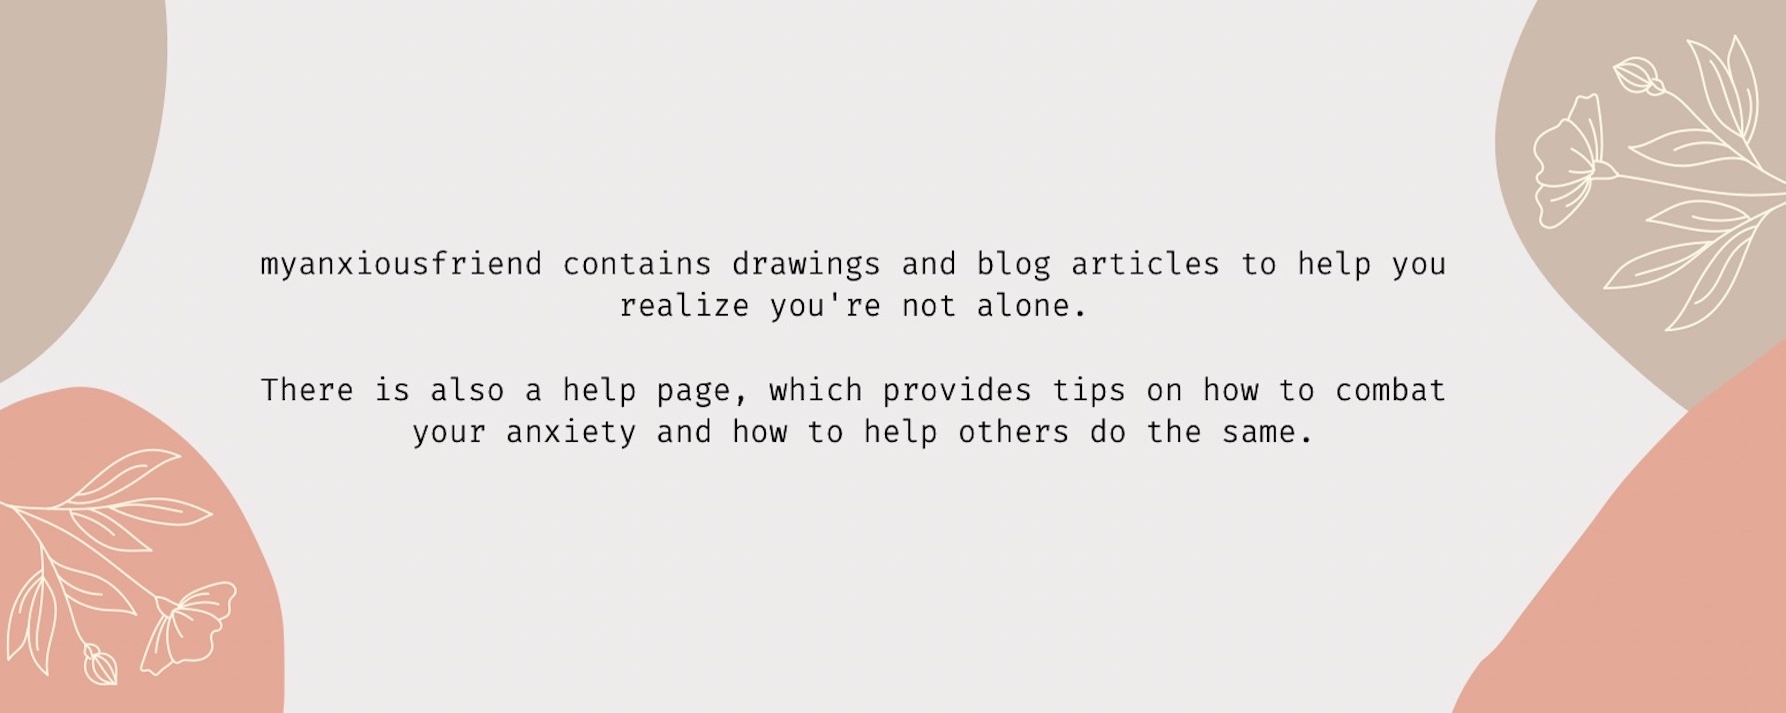 myanxiousfriend contains drawings and blog articles to help you
realize you're not alone.
There is also a help page, which provides tips on how to combat
your anxiety and how to help others do the same.